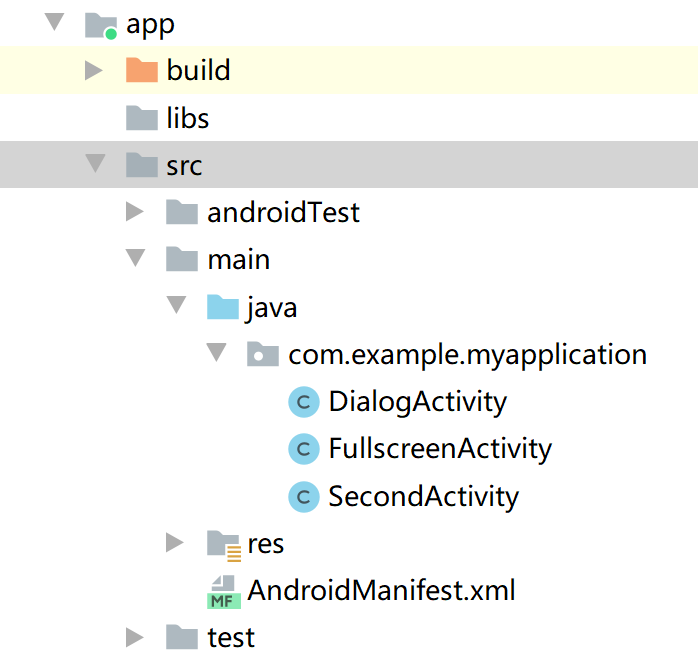 app
build
libs
src
androidTest
main
java
com.example.myapplication
C DialogActivity
C FullscreenActivity
C SecondActivity
res
MF AndroidManifest.xml
test